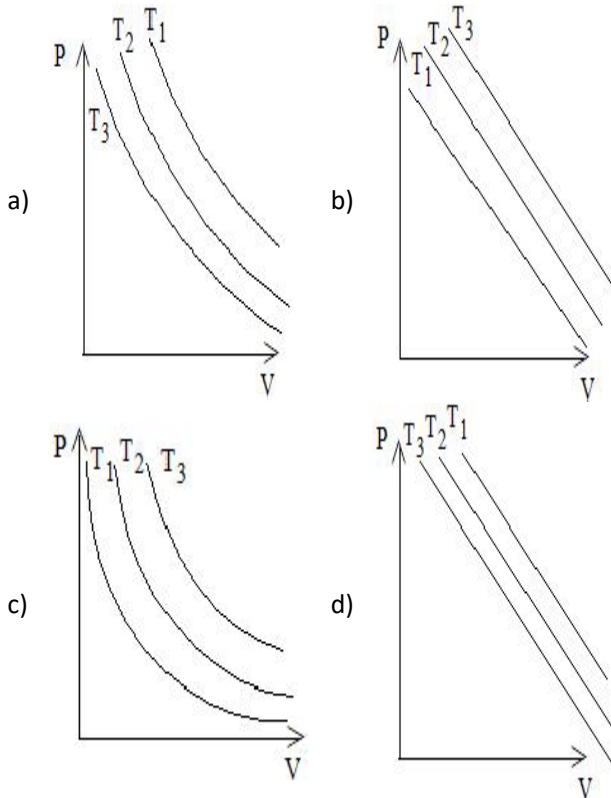 P T₂ T₁
T₃
a)
V
P T₁ T₂ T₃
b)
V
P T₁ T₂ T₃
c)
V
P T₃ T₂ T₁
d)
V